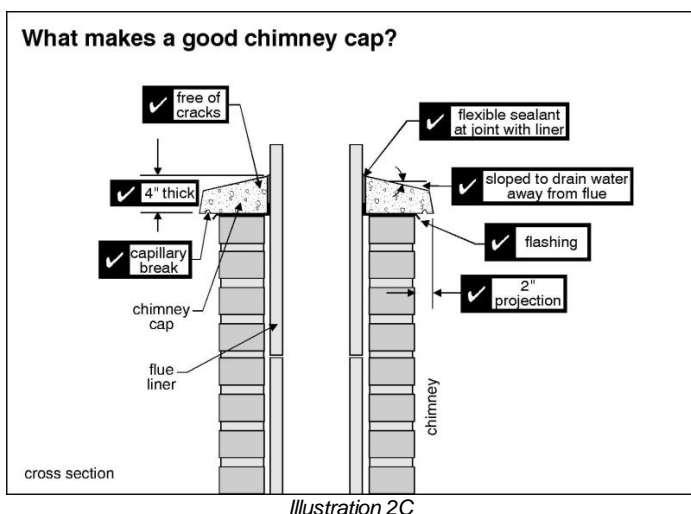 What makes a good chimney cap?
free of
cracks
flexible sealant
at joint with liner
4" thick
sloped to drain water
away from flue
capillary
break
flashing
2"
projection
chimney
cap
flue
liner
chimney
cross section
Illustration 2C